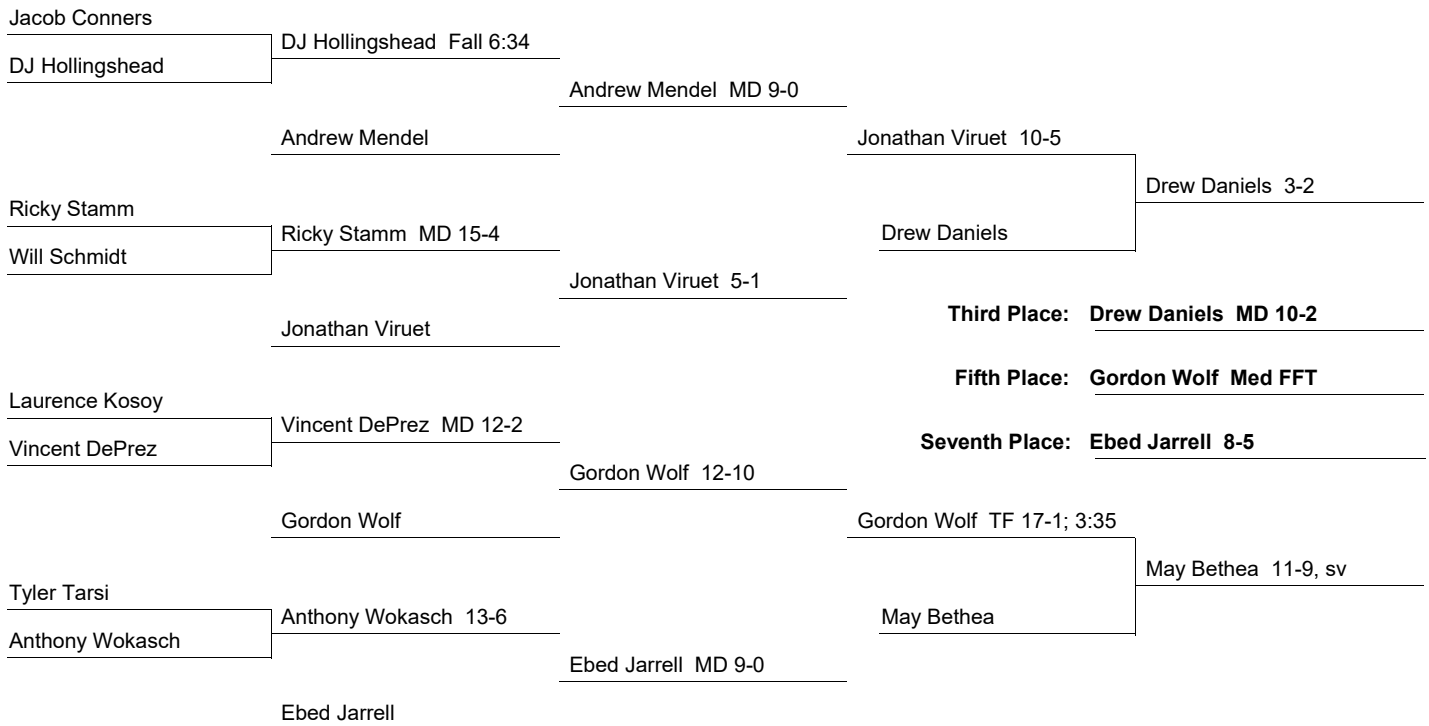 Jacob Conners
DJ Hollingshead Fall 6:34
DJ Hollingshead
Andrew Mendel MD 9-0
Andrew Mendel
Jonathan Viruet 10-5
Drew Daniels 3-2
Ricky Stamm
Ricky Stamm MD 15-4
Drew Daniels
Will Schmidt
Jonathan Viruet 5-1
Third Place: Drew Daniels MD 10-2
Jonathan Viruet
Fifth Place: Gordon Wolf Med FFT
Laurence Kosoy
Vincent DePrez MD 12-2
Vincent DePrez
Seventh Place: Ebed Jarrell 8-5
Gordon Wolf 12-10
Gordon Wolf
Gordon Wolf TF 17-1; 3:35
May Bethea 11-9, sv
Tyler Tarsi
Anthony Wokasch 13-6
May Bethea
Anthony Wokasch
Ebed Jarrell MD 9-0
Ebed Jarrell